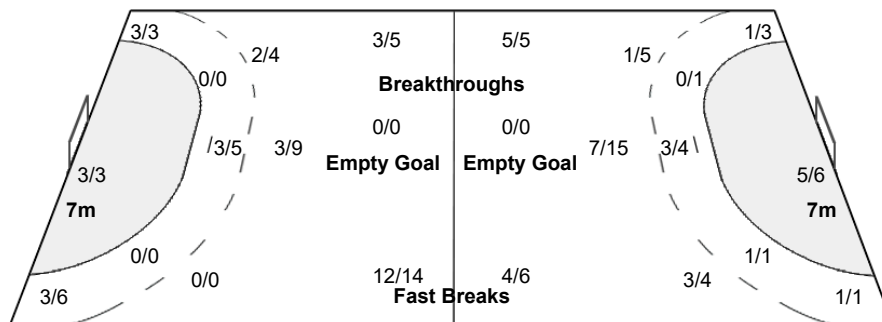 3/3 3/5 5/5 1/3
2/4 1/5
0/0 Breakthroughs 0/1
0/0 0/0
3/5 3/9 7/15 3/4
Empty Goal Empty Goal
3/3 5/6
7m 7m
0/0 1/1
0/0 12/14 4/6 3/4
3/6 Fast Breaks 1/1